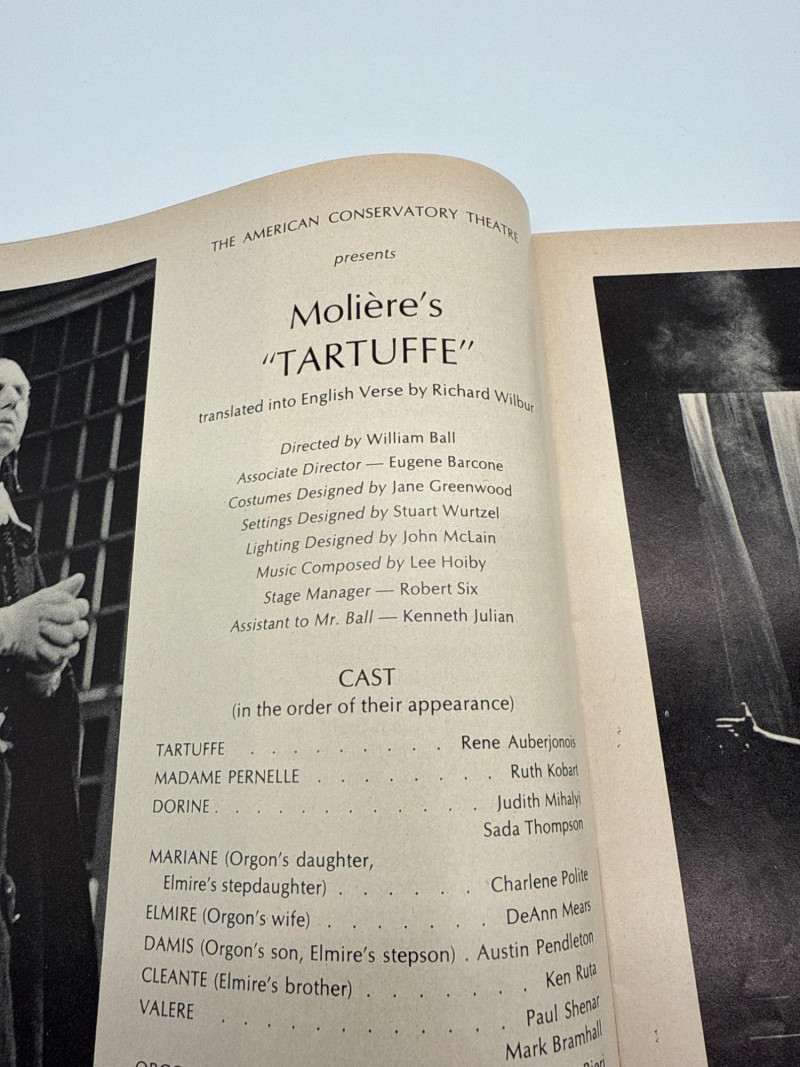 THE AMERICAN CONSERVATORY THEATRE
presents
Molière's
"TARTUFFE"
translated into English Verse by Richard Wilbur
Directed by William Ball
Associate Director — Eugene Barcone
Costumes Designed by Jane Greenwood
Settings Designed by Stuart Wurtzel
Lighting Designed by John McLain
Music Composed by Lee Hoiby
Stage Manager — Robert Six
Assistant to Mr. Ball — Kenneth Julian
CAST
(in the order of their appearance)
TARTUFFE . . . . . . . . . Rene Auberjonois
MADAME PERNELLE . . . . . . . Ruth Kobart
DORINE . . . . . . . . . . . . Judith Mihalyi
Sada Thompson
MARIANE (Orgon's daughter,
Elmire's stepdaughter) . . . . . . Charlene Polite
ELMIRE (Orgon's wife) . . . . . . . DeAnn Mears
DAMIS (Orgon's son, Elmire's stepson) . Austin Pendleton
CLEANTE (Elmire's brother) . . . . . . Ken Ruta
VALERE . . . . . . . . . . . Paul Shenar
Mark Bramhall